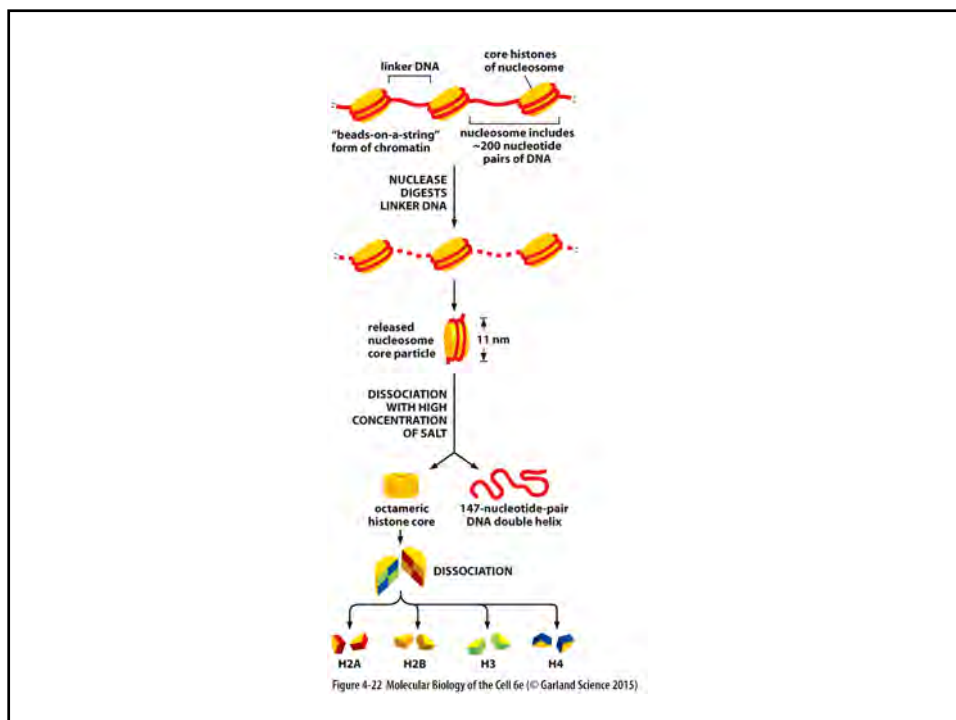 core histones
of nucleosome
linker DNA
"beads-on-a-string"
form of chromatin
nucleosome includes
~200 nucleotide
pairs of DNA
NUCLEASE
DIGESTS
LINKER DNA
released
nucleosome
core particle
11 nm
DISSOCIATION
WITH HIGH
CONCENTRATION
OF SALT
octameric
histone core
147-nucleotide-pair
DNA double helix
DISSOCIATION
H2A
H2B
H3
H4
Figure 4-22 Molecular Biology of the Cell 6e (© Garland Science 2015)